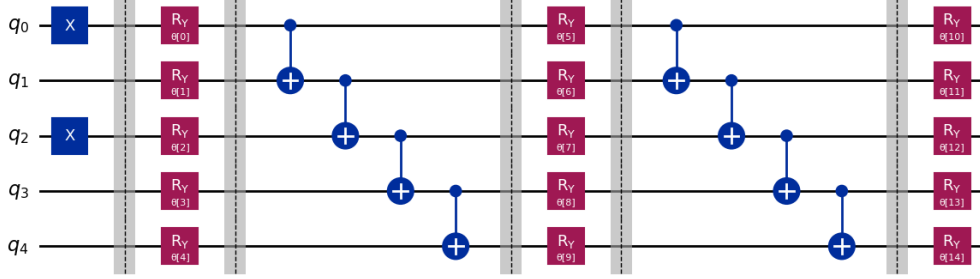 q0 X RY θ[0] RY θ[5] RY θ[10]
q1 RY θ[1] RY θ[6] RY θ[11]
q2 X RY θ[2] RY θ[7] RY θ[12]
q3 RY θ[3] RY θ[8] RY θ[13]
q4 RY θ[4] RY θ[9] RY θ[14]